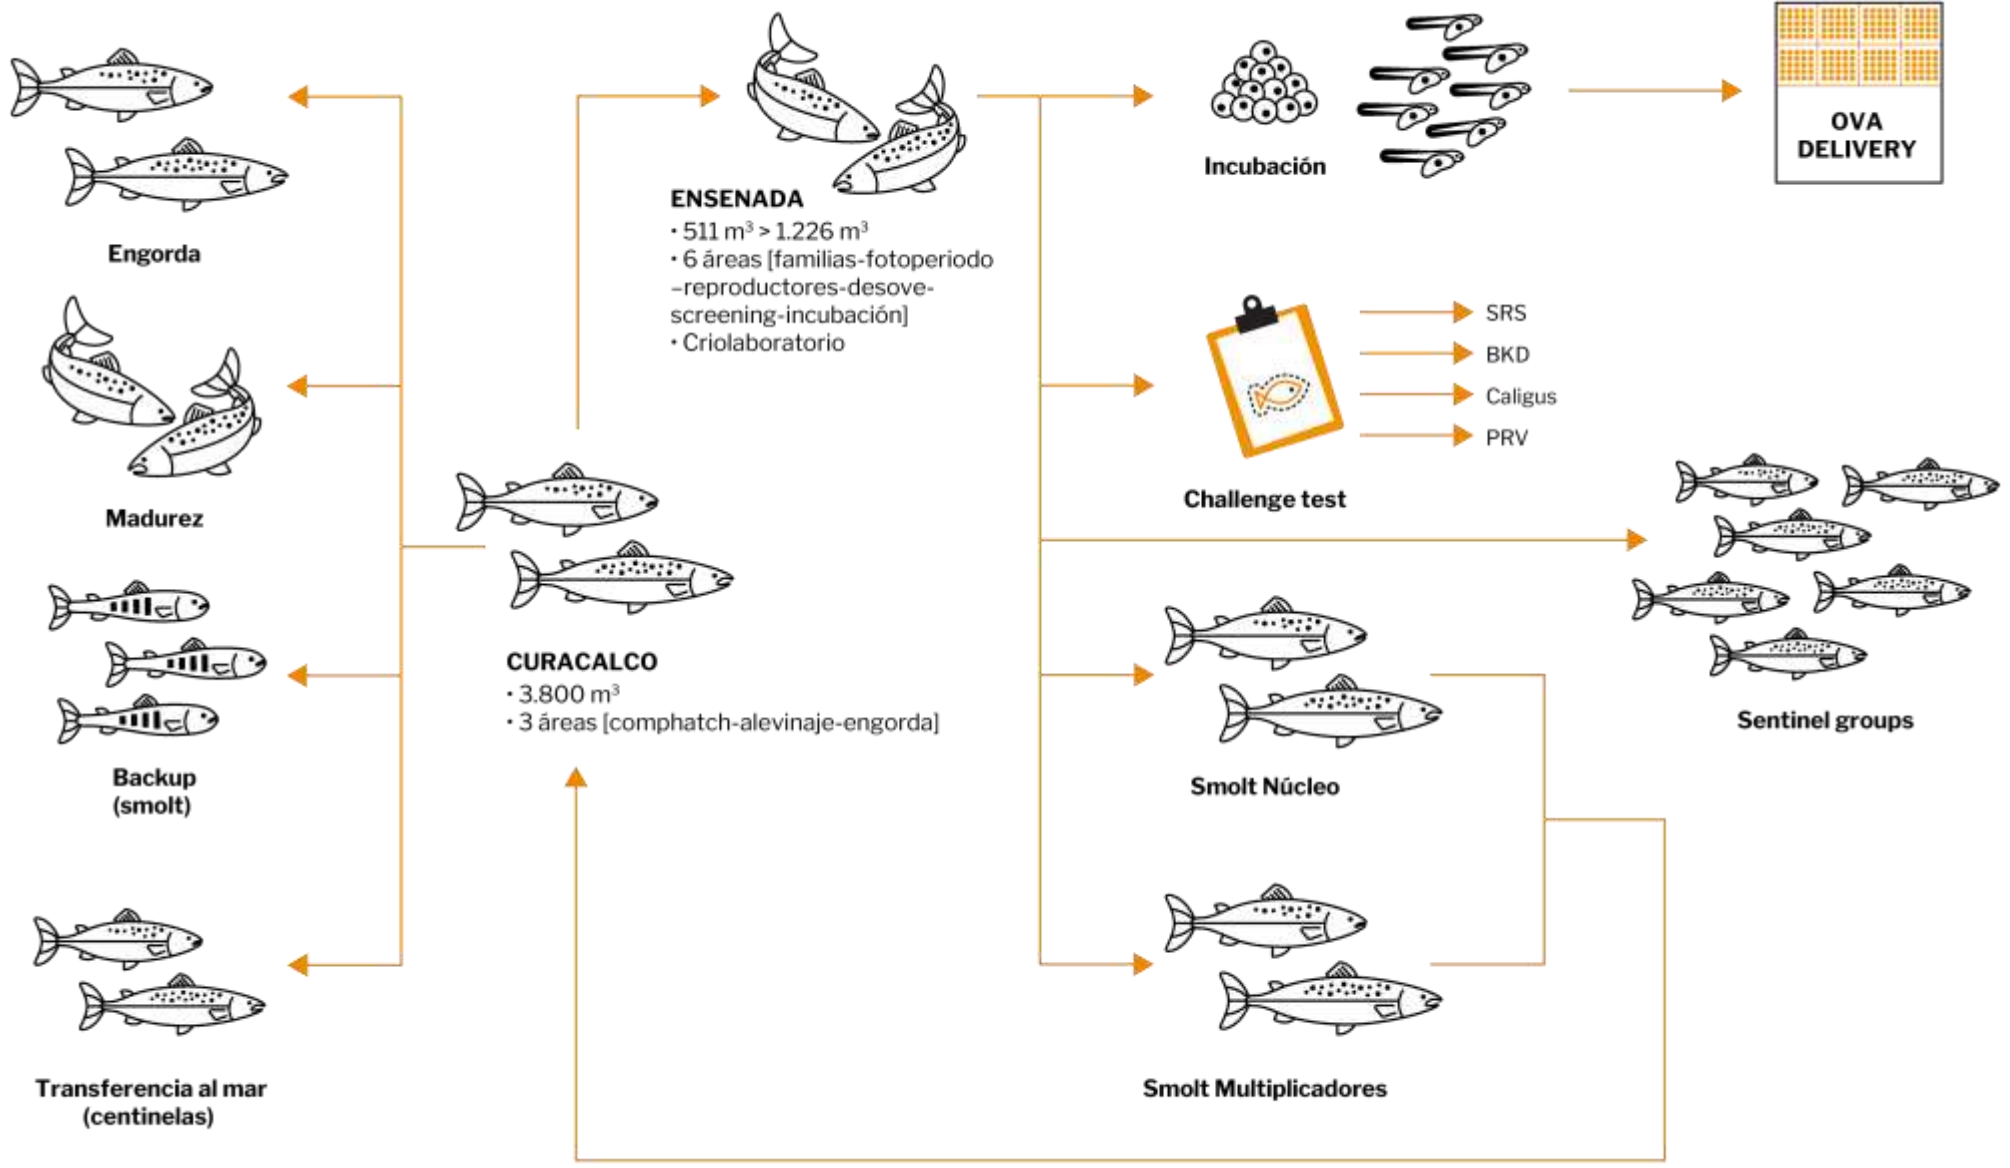 Engorda
Madurez
Backup
(smolt)
Transferencia al mar
(centinelas)
ENSENADA
• 511 m³ > 1.226 m³
• 6 áreas [familias-fotoperiodo
–reproductores-desove-
screening-incubación]
• Criolaboratorio
CURACALCO
• 3.800 m³
• 3 áreas [comphatch-alevinaje-engorda]
Incubación
OVA
DELIVERY
SRS
BKD
Caligus
PRV
Challenge test
Sentinel groups
Smolt Núcleo
Smolt Multiplicadores